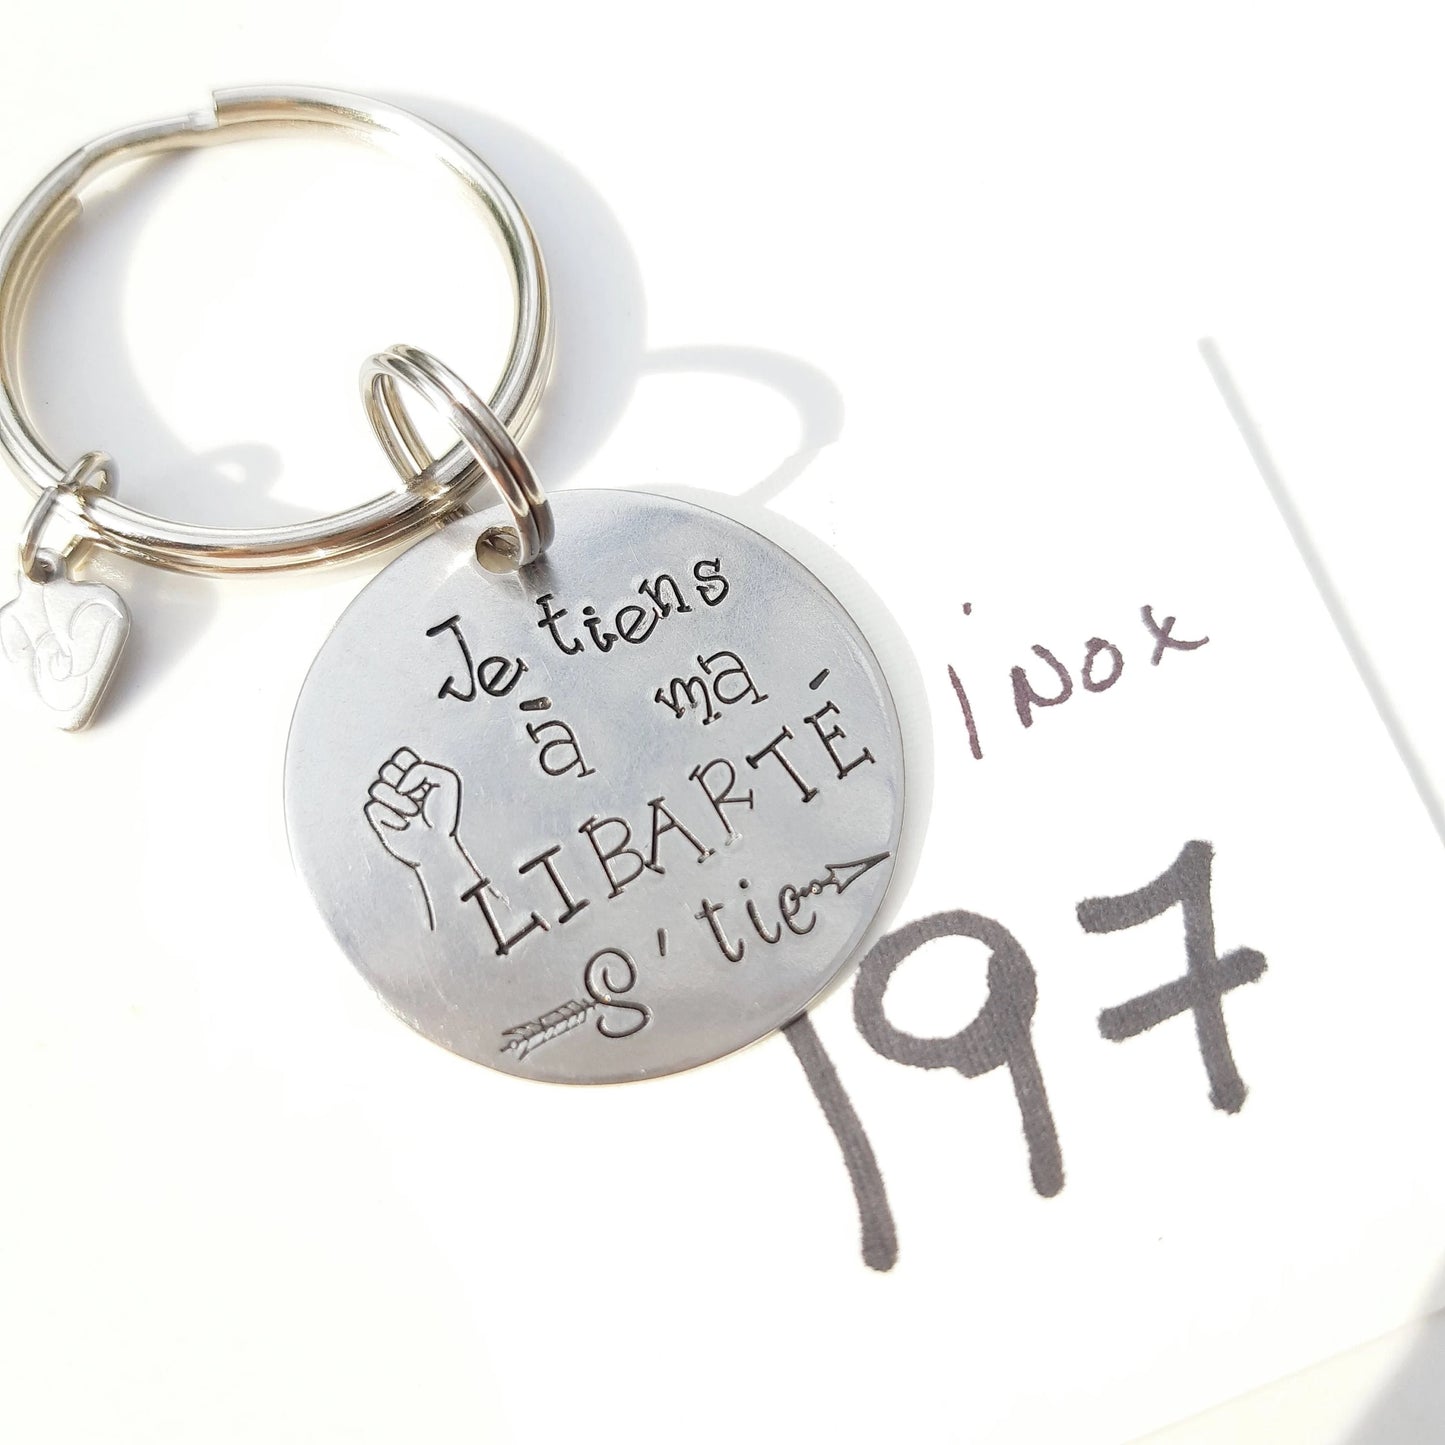 Je tiens
à ma
LIBARTÉ
S'tie
inox
197